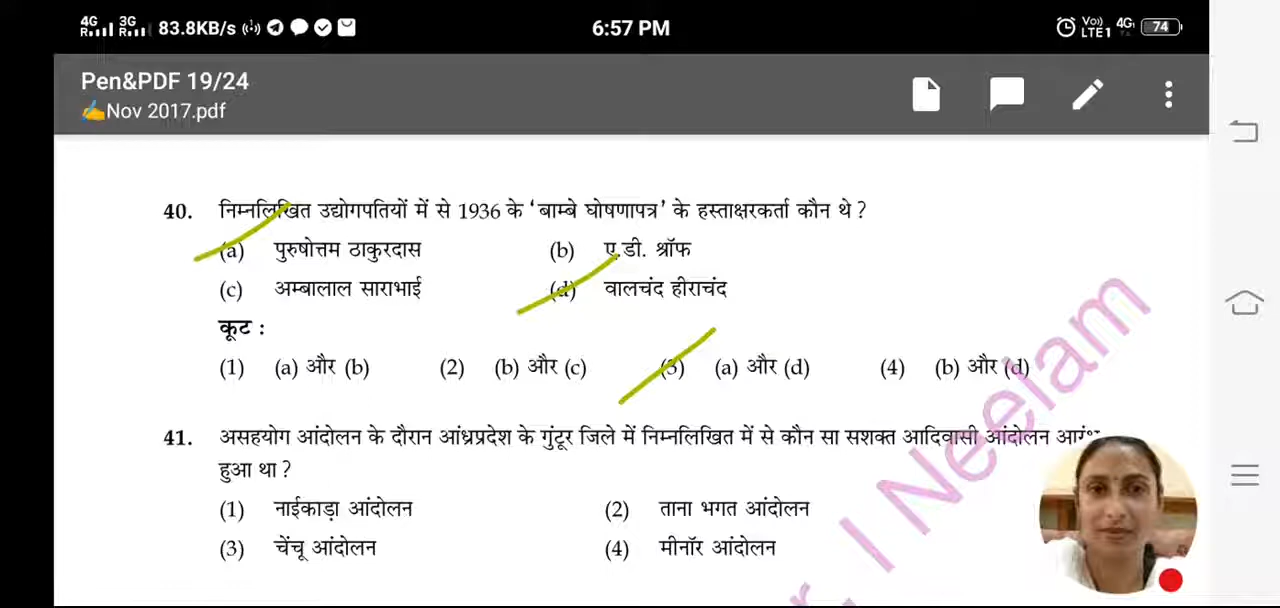 4G 3G 83.8KB/s 6:57 PM Vo) LTE1 4G 74
Pen&PDF 19/24
✍Nov 2017.pdf
40. निम्नलिखित उद्योगपतियों में से 1936 के ‘बाम्बे घोषणापत्र’ के हस्ताक्षरकर्ता कौन थे ?
(a) पुरुषोत्तम ठाकुरदास (b) ए.डी. श्रॉफ
(c) अम्बालाल साराभाई (d) वालचंद हीराचंद
कूट :
(1) (a) और (b) (2) (b) और (c) (3) (a) और (d) (4) (b) और (d)
41. असहयोग आंदोलन के दौरान आंध्रप्रदेश के गुंटूर जिले में निम्नलिखित में से कौन सा सशक्त आदिवासी आंदोलन आरंभ
हुआ था ?
(1) नाईकाड़ा आंदोलन (2) ताना भगत आंदोलन
(3) चेंचू आंदोलन (4) मीनॉर आंदोलन
I Neelam